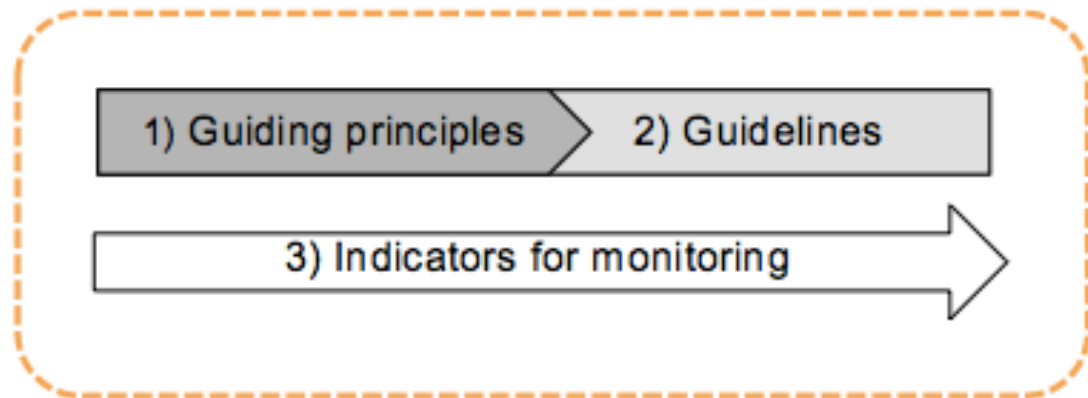 1) Guiding principles
2) Guidelines
3) Indicators for monitoring